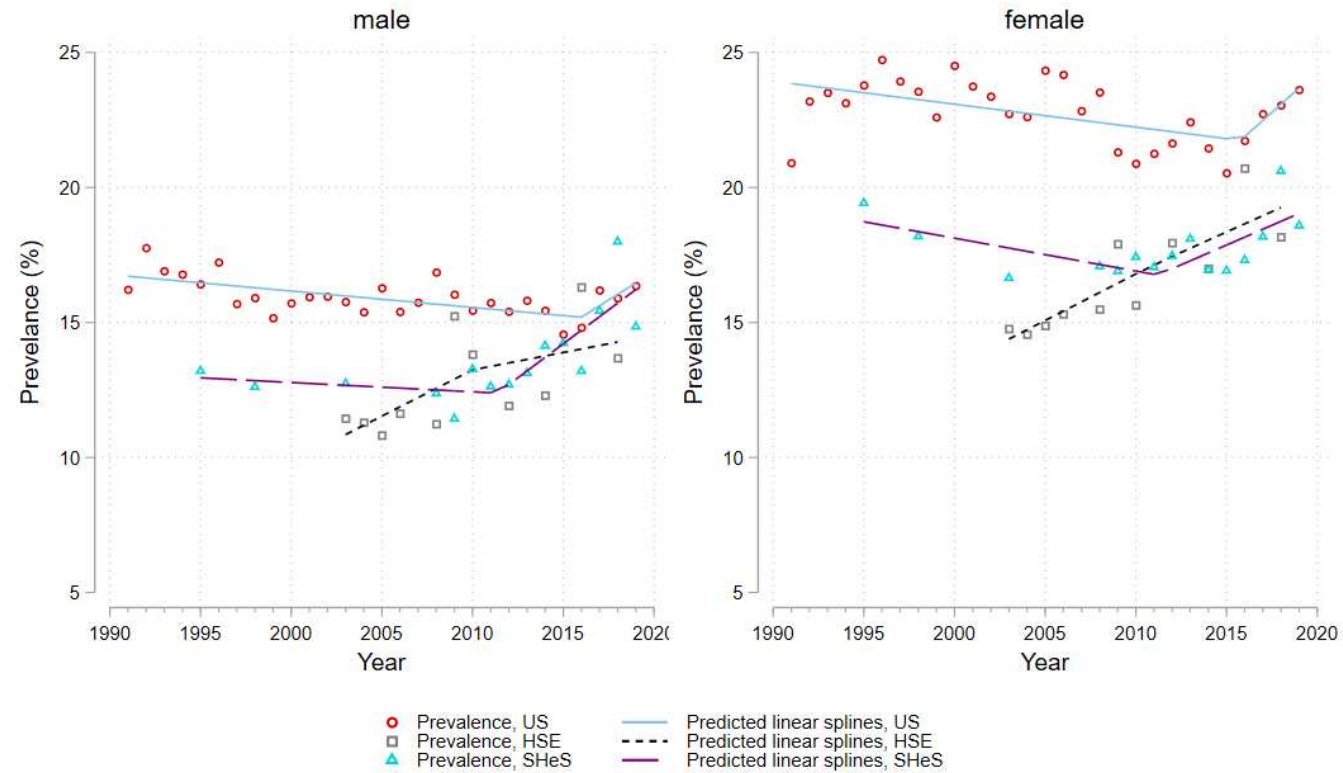 male
female
25
20
15
10
5
Prevelance (%)
1990 1995 2000 2005 2010 2015 2020
Year
25
20
15
10
5
Prevelance (%)
1990 1995 2000 2005 2010 2015 2020
Year
Prevalence, US Predicted linear splines, US
Prevalence, HSE Predicted linear splines, HSE
Prevalence, SHeS Predicted linear splines, SHeS